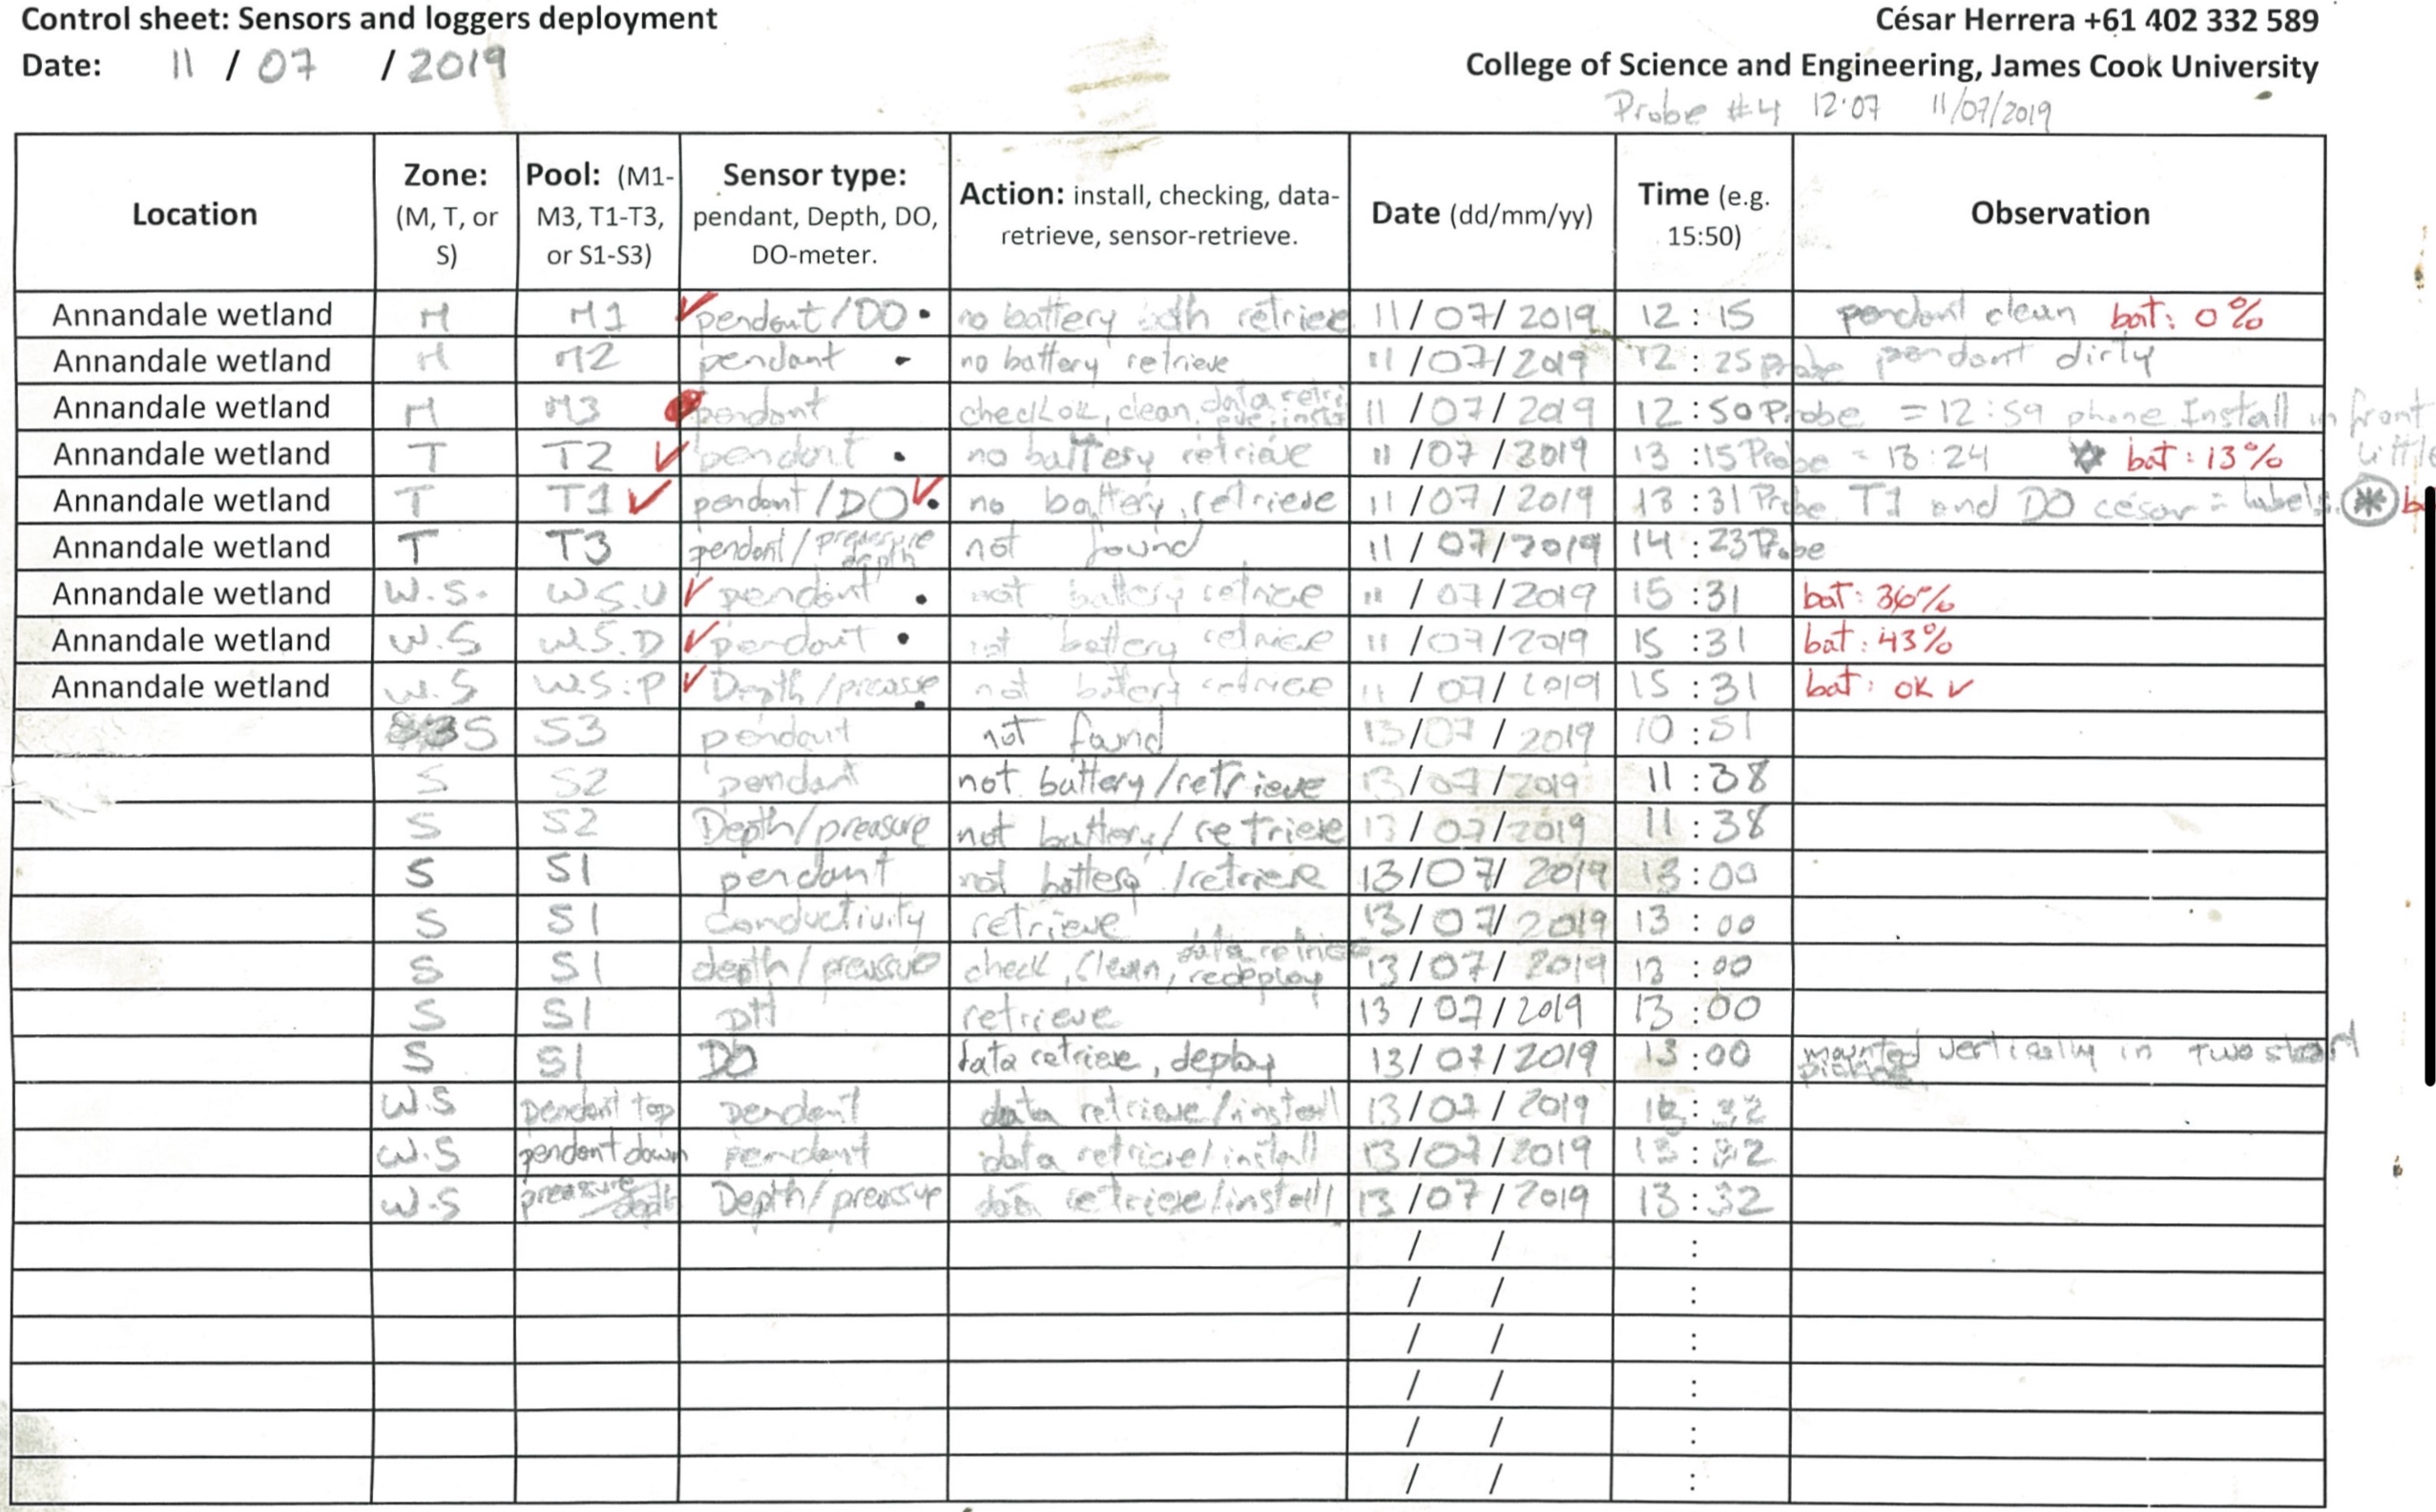 Control sheet: Sensors and loggers deployment
César Herrera +61 402 332 589
Date: 11 / 07 / 2019
College of Science and Engineering, James Cook University
Probe #4 12:07 11/07/2019
Location Zone: (M, T, or S) Pool: (M1-M3, T1-T3, or S1-S3) Sensor type: pendant, Depth, DO, DO-meter. Action: install, checking, data-retrieve, sensor-retrieve. Date (dd/mm/yy) Time (e.g. 15:50) Observation
Annandale wetland M M1 ✓ pendant/DO • no battery both retrieve 11/07/2019 12:15 pendant clean bat: 0%
Annandale wetland M M2 pendant - no battery retrieve 11/07/2019 12:25 Probe pendant dirty
Annandale wetland M M3 pendant check ok, clean, data retrieve, install 11/07/2019 12:50 Probe = 12:59 phone Install in front little
Annandale wetland T T2 ✓ pendant • no battery retrieve 11/07/2019 13:15 Probe = 13:24 bat: 13%
Annandale wetland T T1 ✓ pendant/DO ✓ • no battery, retrieve 11/07/2019 13:31 Probe T1 and DO césar = labels. * b
Annandale wetland T T3 pendant/preasure depth not found 11/07/2019 14:23 Probe
Annandale wetland W.S. WS.U ✓ pendant • not battery retrieve 11/07/2019 15:31 bat: 36%
Annandale wetland W.S W.S.D ✓ pendant • not battery retrieve 11/07/2019 15:31 bat: 43%
Annandale wetland W.S W.S.P ✓ Depth/preasure • not battery retrieve 11/07/2019 15:31 bat: OK ✓
S S3 pendant not found 13/07/2019 10:51
S S2 pendant not battery/retrieve 13/07/2019 11:38
S S2 Depth/preasure not battery/retrieve 13/07/2019 11:38
S S1 pendant not battery/retrieve 13/07/2019 13:00
S S1 Conductivity retrieve 13/07/2019 13:00
S S1 depth/preassure check, clean, data retrieve, redeploy 13/07/2019 13:00
S S1 pH retrieve 13/07/2019 13:00
S S1 DO data retrieve, deploy 13/07/2019 13:00 mounted vertically in two
W.S pendant top pendant data retrieve/install 13/07/2019
W.S pendant down pendant data retrieve/install 13/07/2019 13:32
W.S preassure depth Depth/preassure data retrieve/install 13/07/2019 13:32
/ / :
/ / :
/ / :
/ / :
/ / :
/ / :